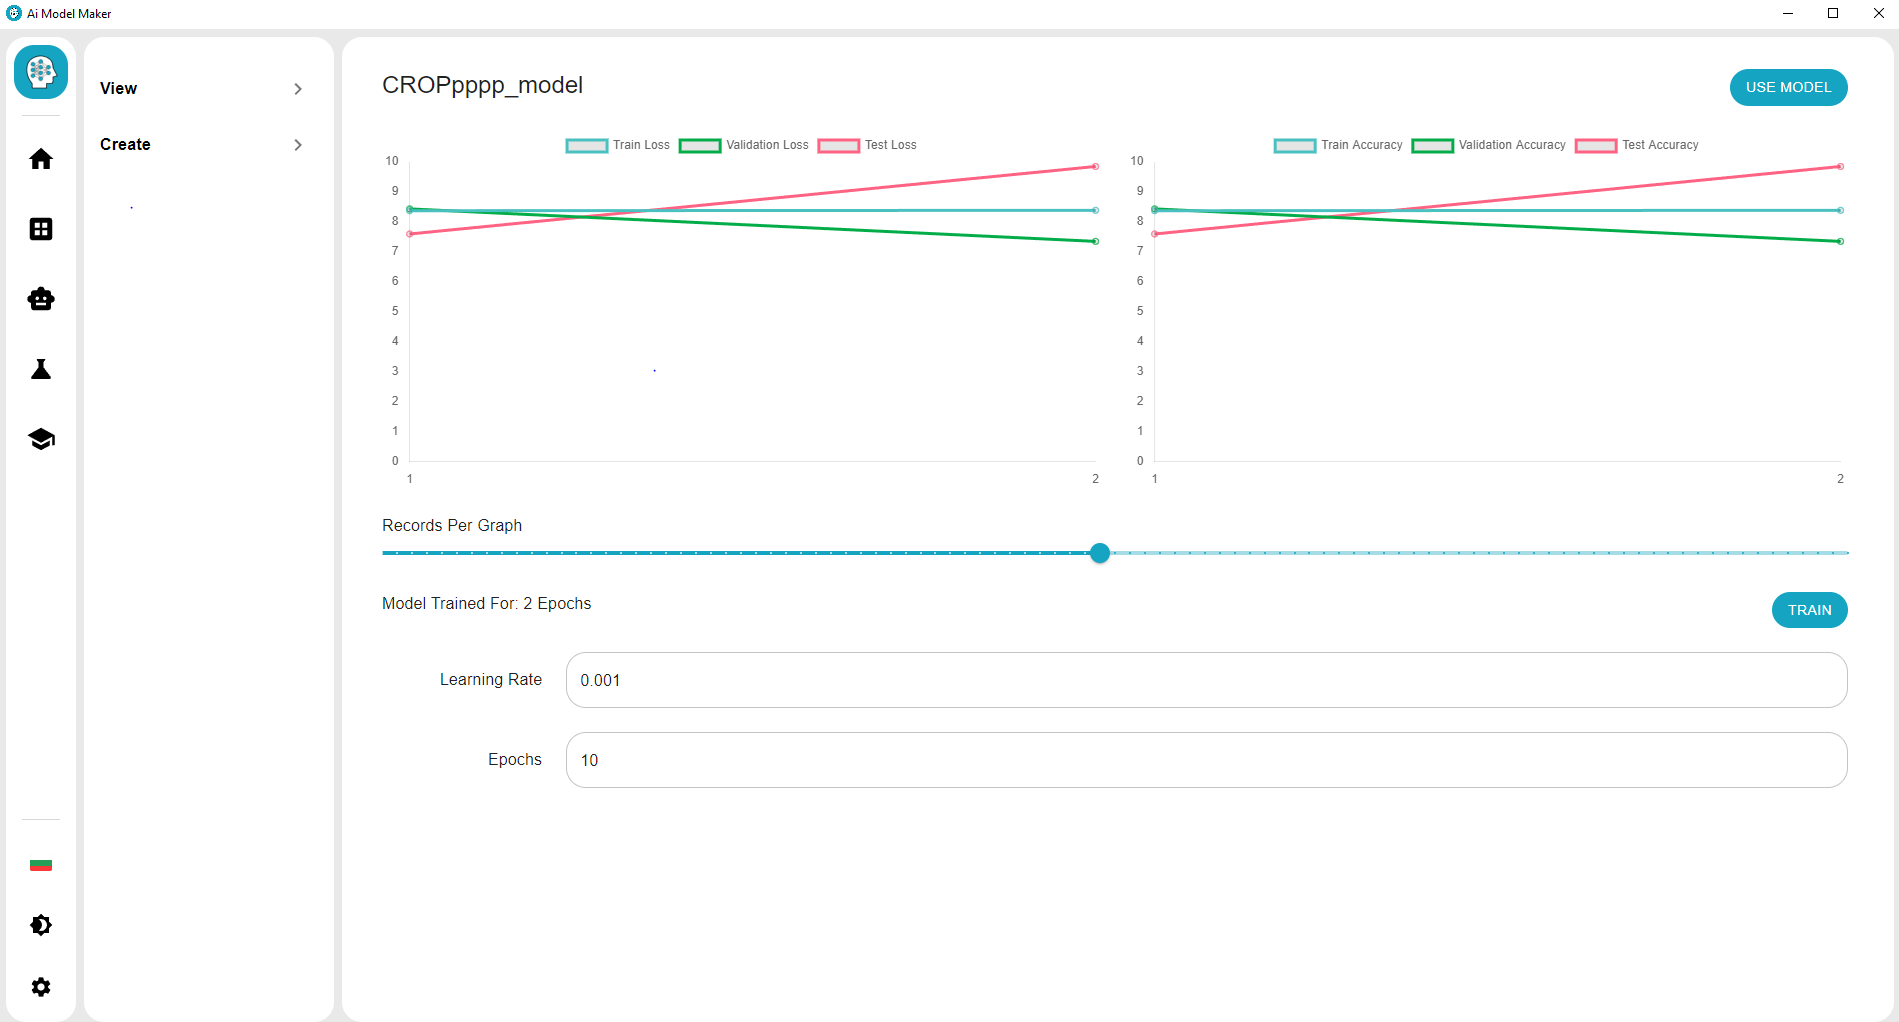 Ai Model Maker
View
Create
CROPpppp_model
USE MODEL
Train Loss Validation Loss Test Loss
10
9
8
7
6
5
4
3
2
1
0
1 2
Train Accuracy Validation Accuracy Test Accuracy
10
9
8
7
6
5
4
3
2
1
0
1 2
Records Per Graph
Model Trained For: 2 Epochs
TRAIN
Learning Rate 0.001
Epochs 10